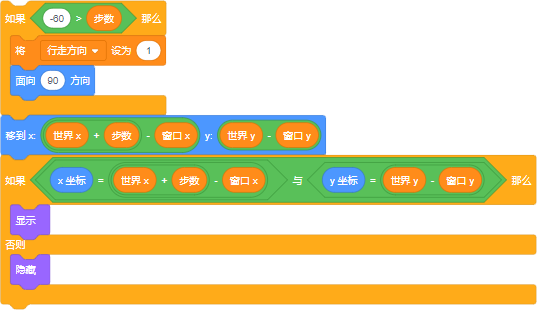 如果 -60 > 步数 那么
将 行走方向 设为 1
面向 90 方向
移到 x: 世界 x + 步数 - 窗口 x y: 世界 y - 窗口 y
如果 x 坐标 = 世界 x + 步数 - 窗口 x 与 y 坐标 = 世界 y - 窗口 y 那么
显示
否则
隐藏